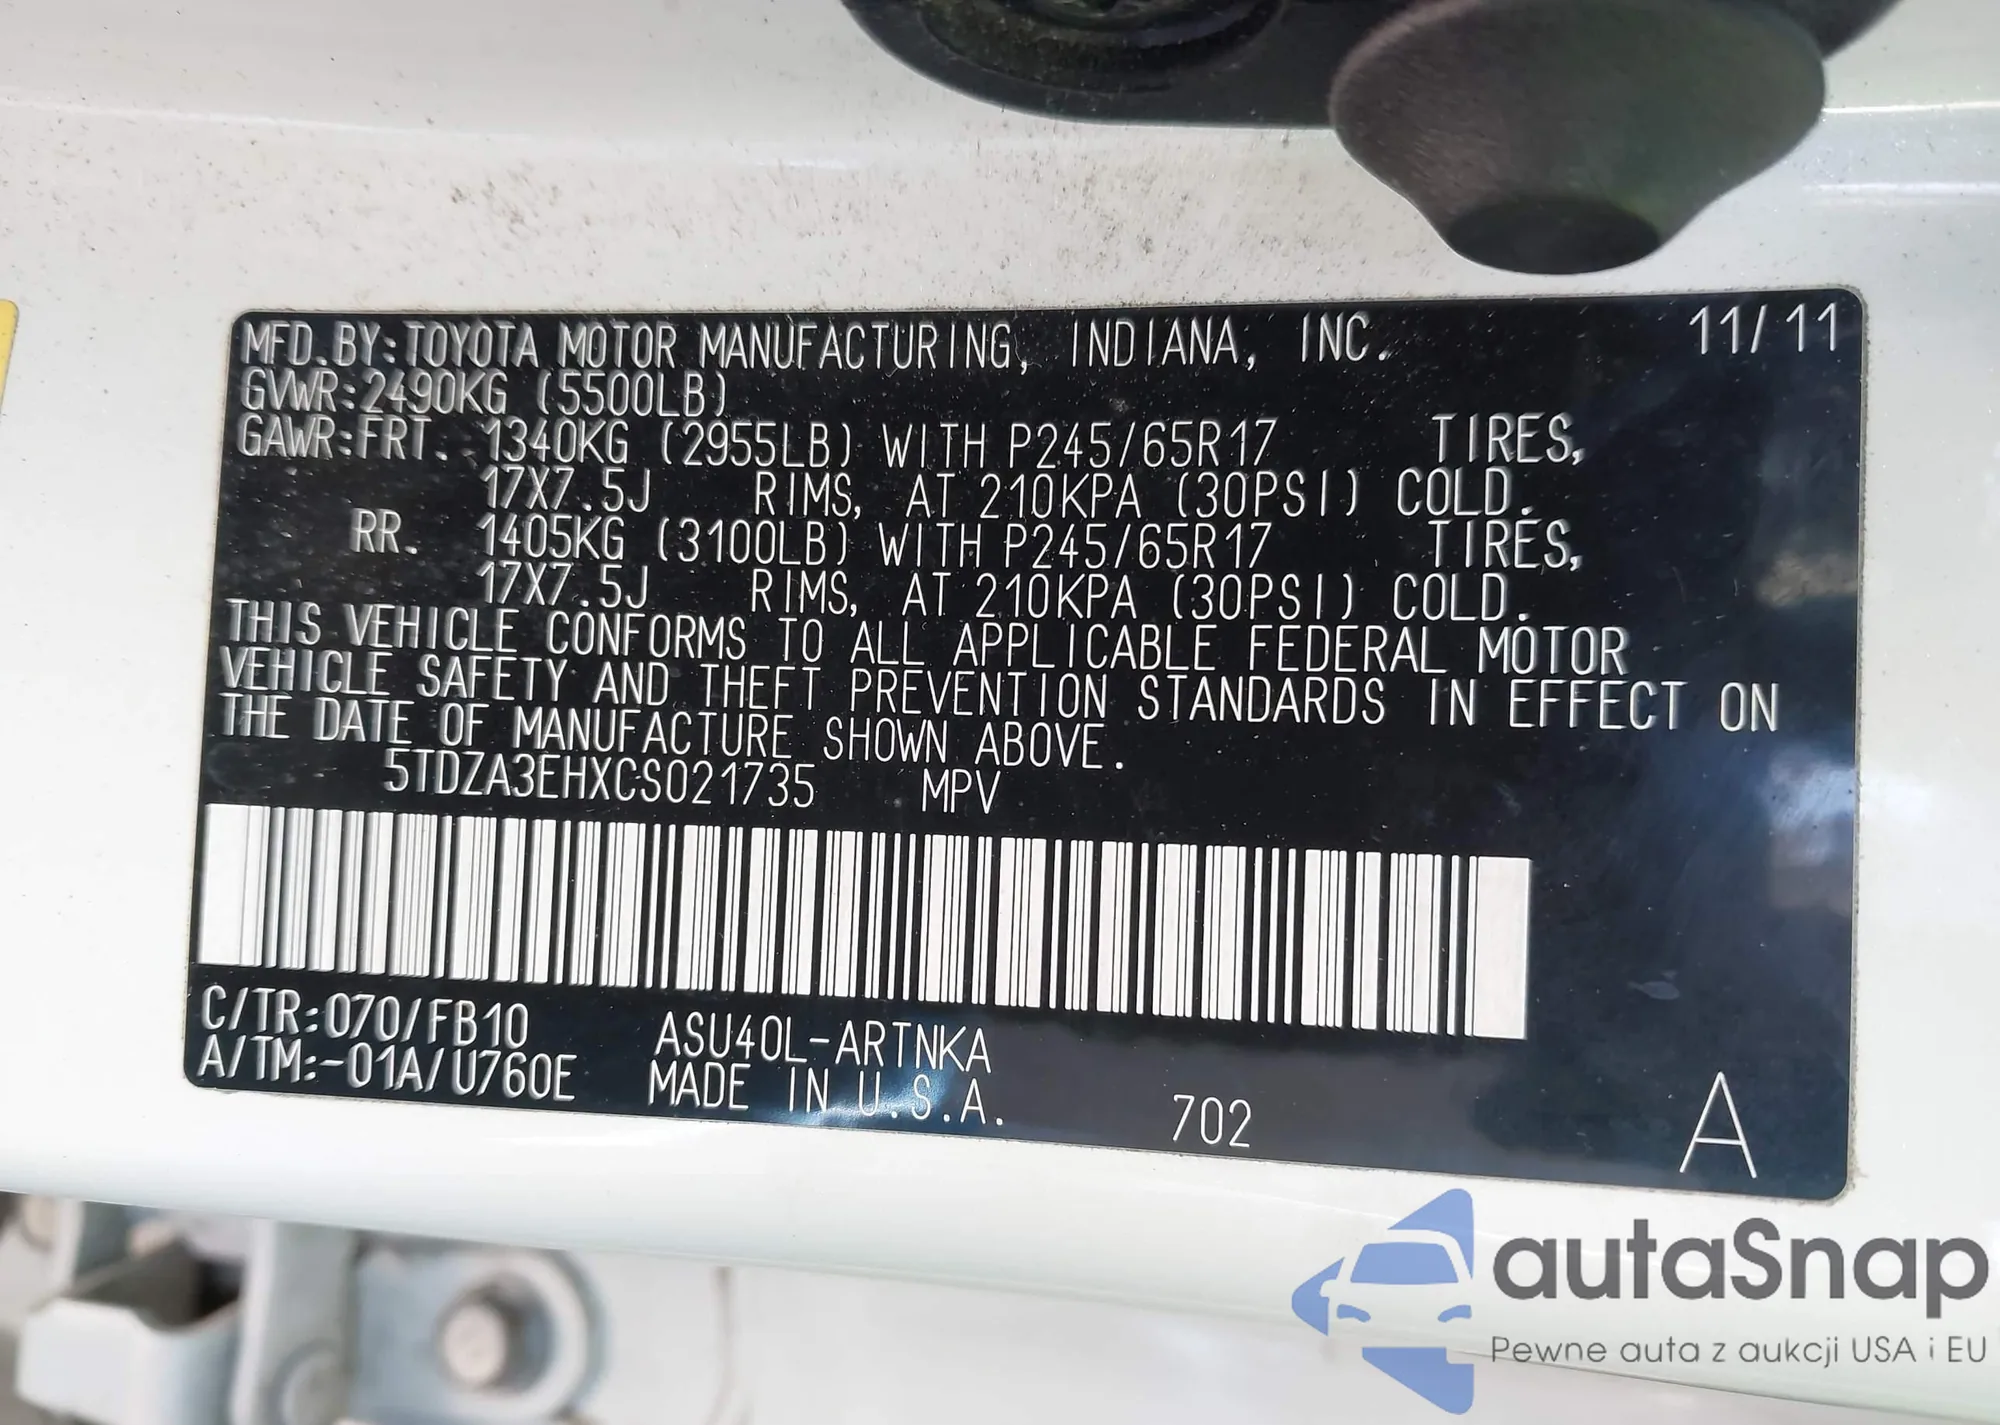 MFD. BY: TOYOTA MOTOR MANUFACTURING, INDIANA, INC. 11/11
GVWR: 2490KG (5500LB)
GAWR: FRT. 1340KG (2955LB) WITH P245/65R17 TIRES,
17X7.5J RIMS, AT 210KPA (30PSI) COLD.
RR. 1405KG (3100LB) WITH P245/65R17 TIRES,
17X7.5J RIMS, AT 210KPA (30PSI) COLD.
THIS VEHICLE CONFORMS TO ALL APPLICABLE FEDERAL MOTOR
VEHICLE SAFETY AND THEFT PREVENTION STANDARDS IN EFFECT ON
THE DATE OF MANUFACTURE SHOWN ABOVE.
5TDZA3EHXCS021735 MPV
C/TR: 070/FB10 ASU40L-ARTNKA
A/TM: -01A/U760E MADE IN U.S.A. 702 A
autaSnap
Pewne auta z aukcji USA i EU